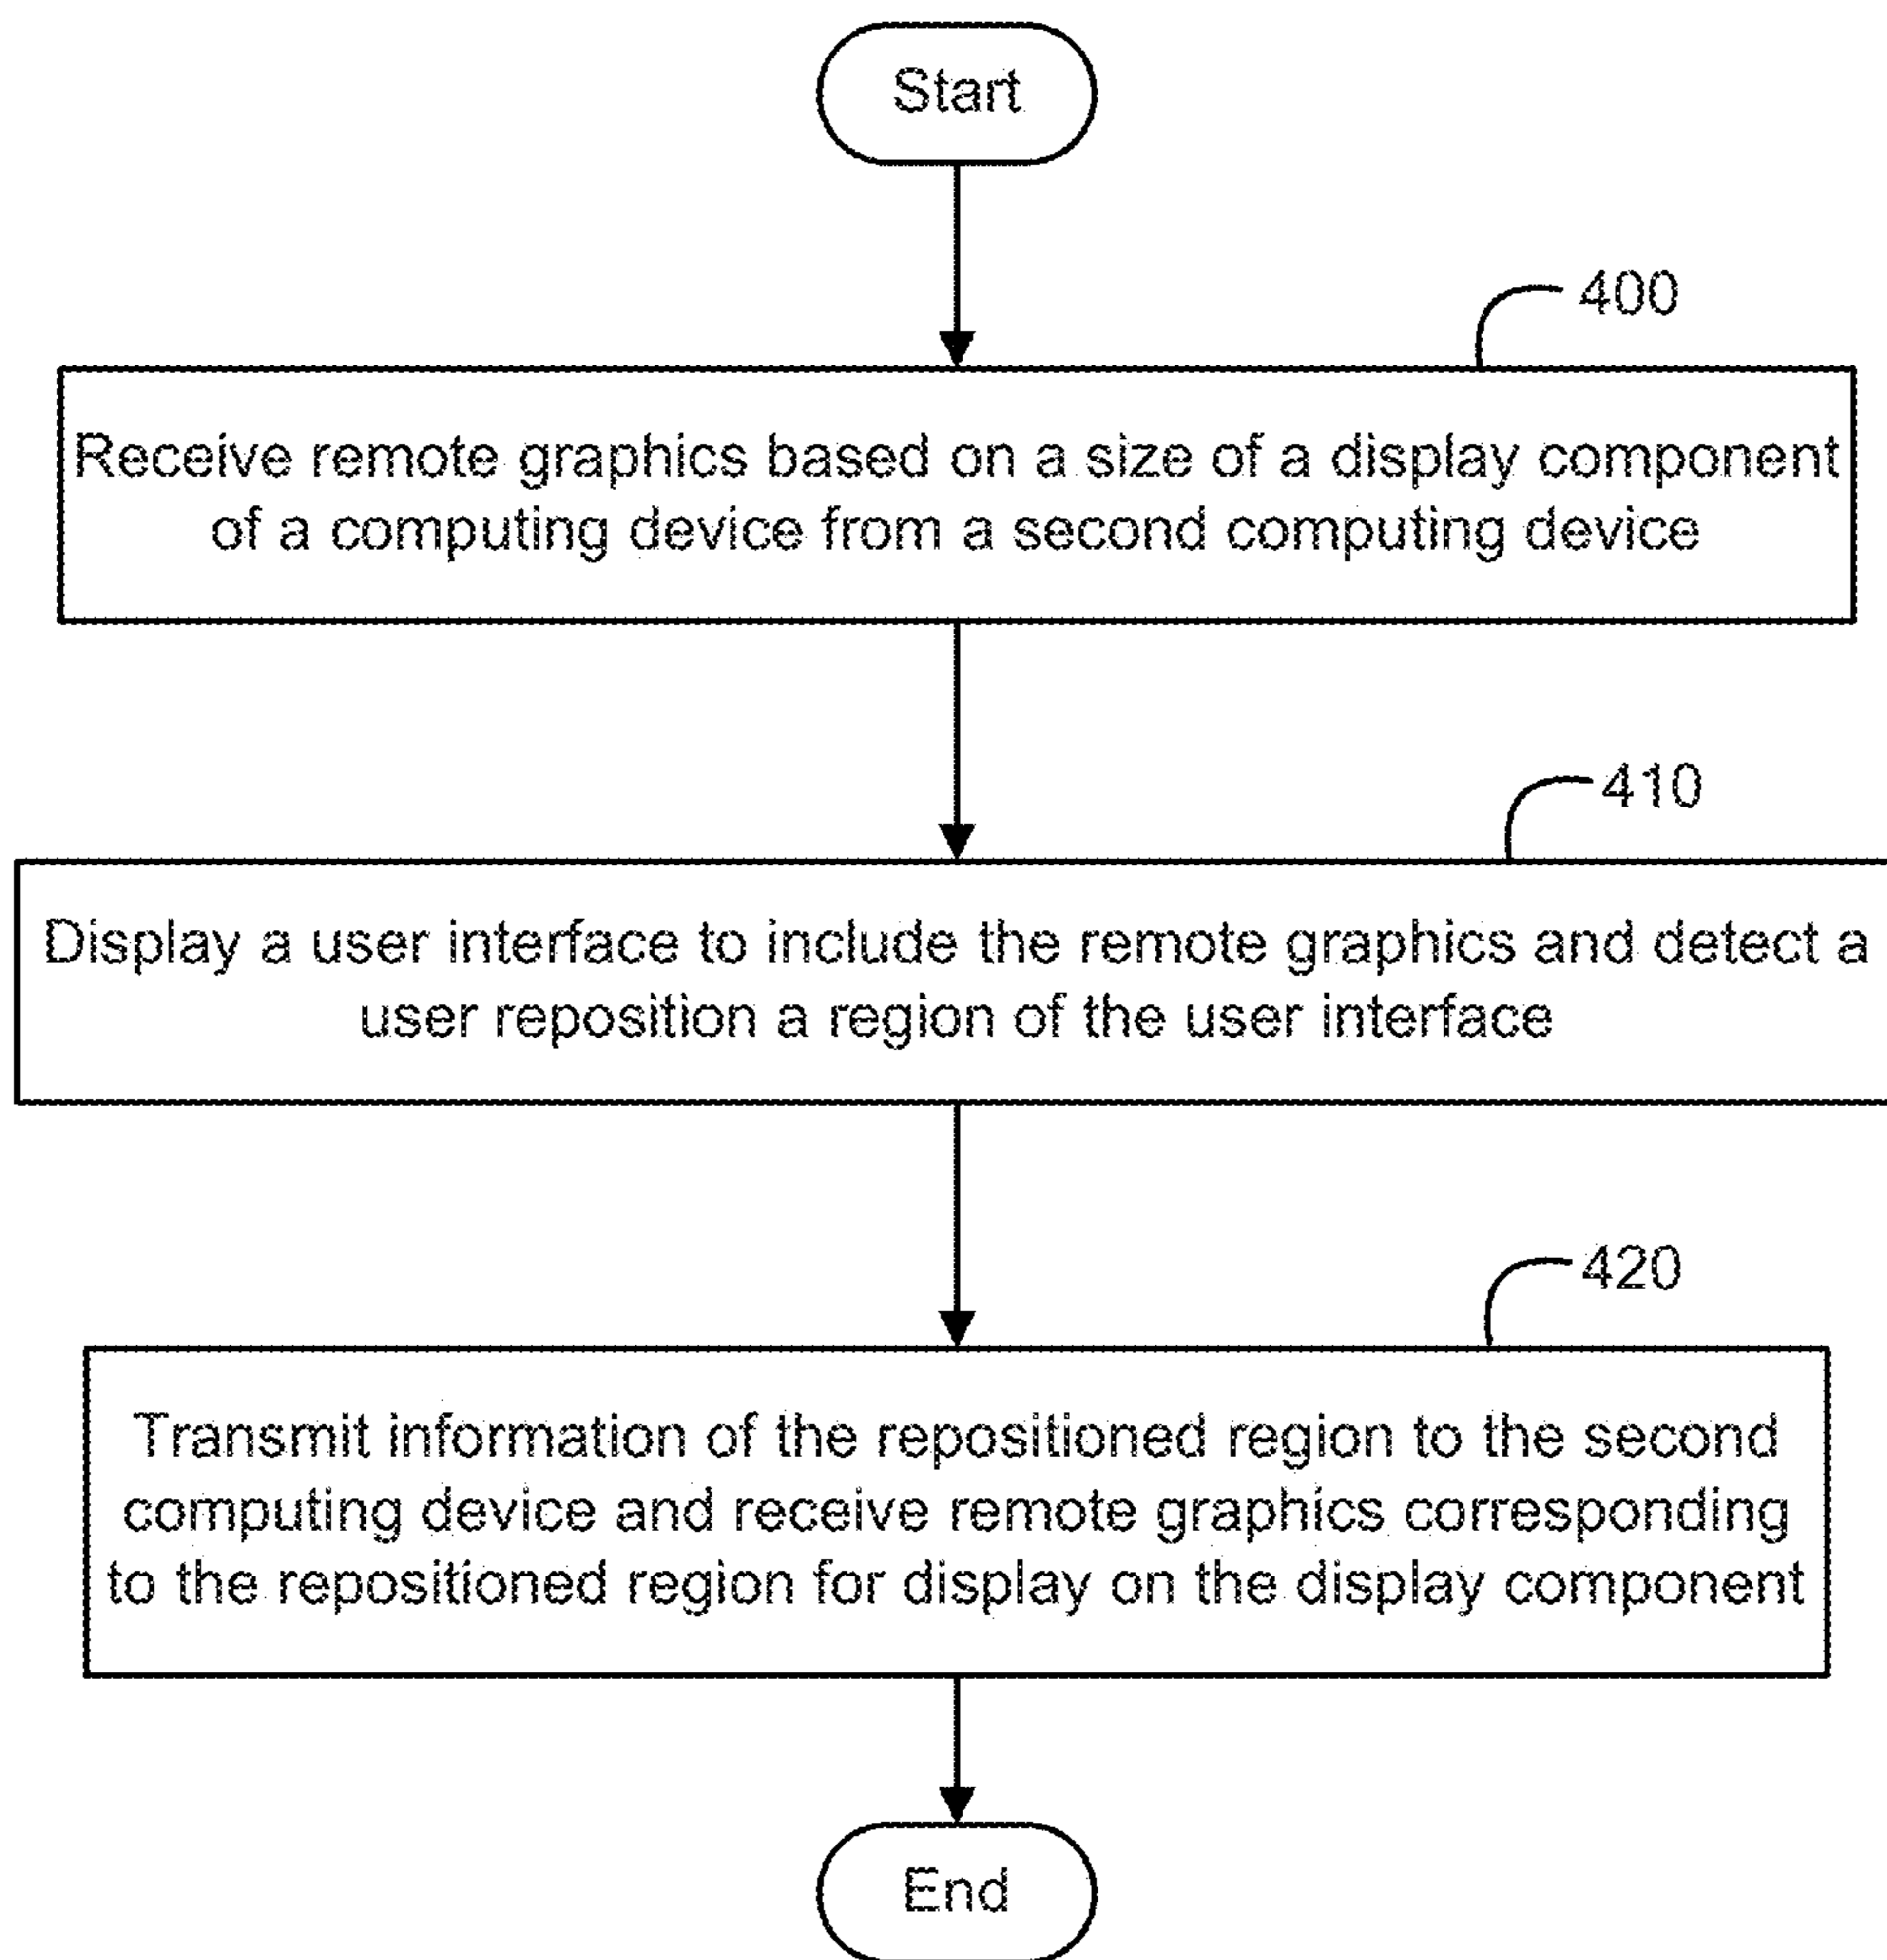 Start
400
Receive remote graphics based on a size of a display component
of a computing device from a second computing device
410
Display a user interface to include the remote graphics and detect a
user reposition a region of the user interface
420
Transmit information of the repositioned region to the second
computing device and receive remote graphics corresponding
to the repositioned region for display on the display component
End